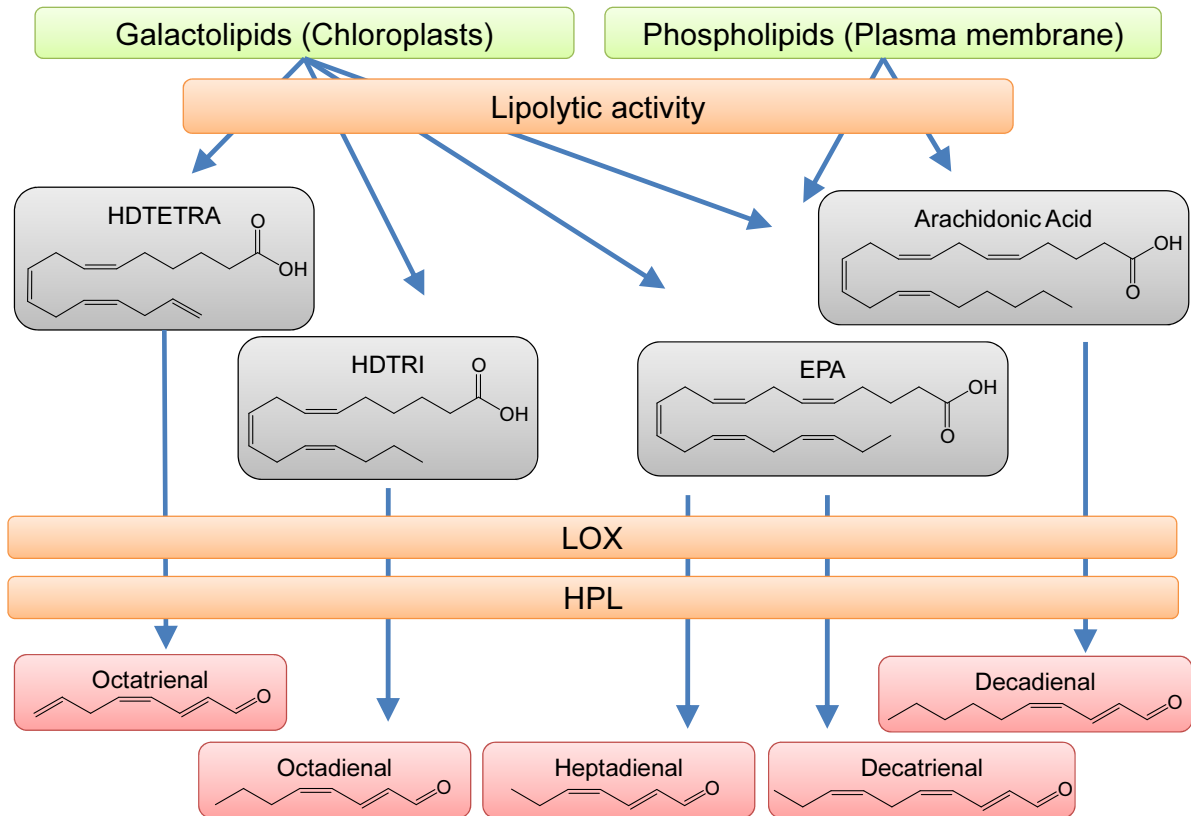 Galactolipids (Chloroplasts)
Phospholipids (Plasma membrane)
Lipolytic activity
HDTETRA
O
OH
Arachidonic Acid
OH
O
HDTRI
O
OH
EPA
OH
O
LOX
HPL
Octatrienal
O
Decadienal
O
Octadienal
O
Heptadienal
O
Decatrienal
O